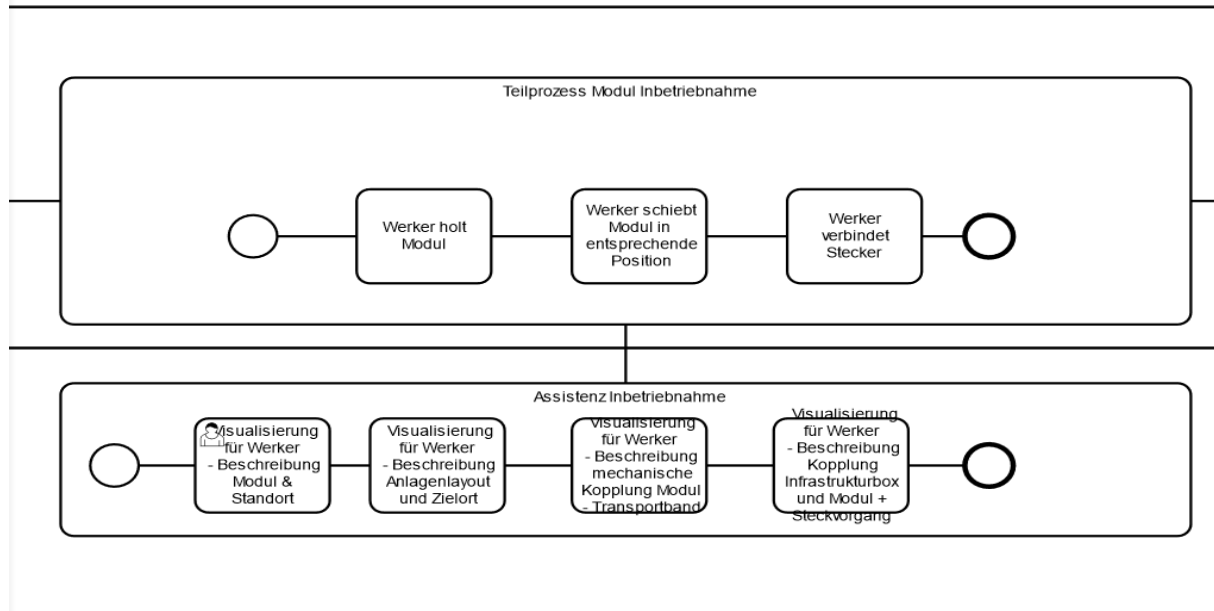 Teilprozess Modul Inbetriebnahme
Werker holt
Modul
Werker schiebt
Modul in
entsprechende
Position
Werker
verbindet
Stecker
Assistenz Inbetriebnahme
Visualisierung
für Werker
- Beschreibung
Modul &
Standort
Visualisierung
für Werker
- Beschreibung
Anlagenlayout
und Zielort
Visualisierung
für Werker
- Beschreibung
mechanische
Kopplung Modul
- Transportband
Visualisierung
für Werker
- Beschreibung
Kopplung
Infrastrukturbox
und Modul +
Steckvorgang